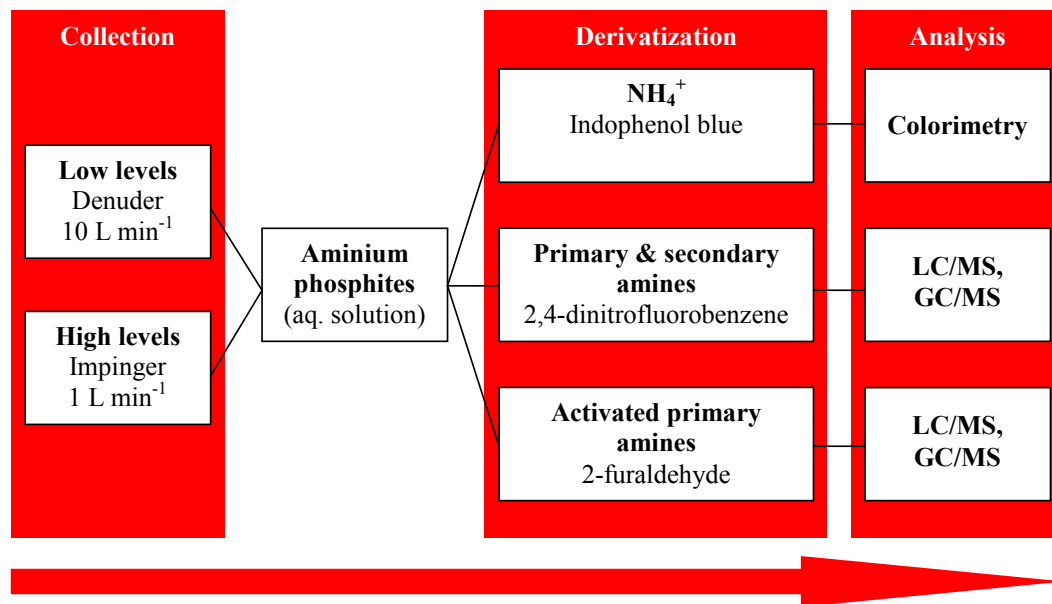 Collection
Low levels
Denuder
10 L min⁻¹
High levels
Impinger
1 L min⁻¹
Aminium
phosphites
(aq. solution)
Derivatization
NH₄⁺
Indophenol blue
Primary & secondary
amines
2,4-dinitrofluorobenzene
Activated primary
amines
2-furaldehyde
Analysis
Colorimetry
LC/MS,
GC/MS
LC/MS,
GC/MS